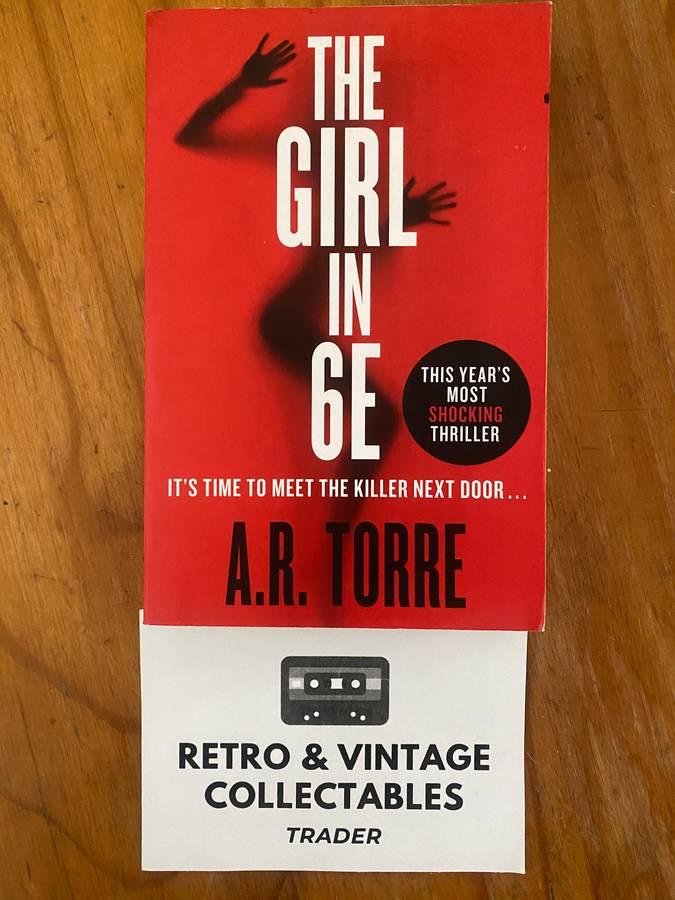 THE
GIRL
IN
6E
THIS YEAR'S
MOST
SHOCKING
THRILLER
IT'S TIME TO MEET THE KILLER NEXT DOOR...
A.R. TORRE
RETRO & VINTAGE
COLLECTABLES
TRADER